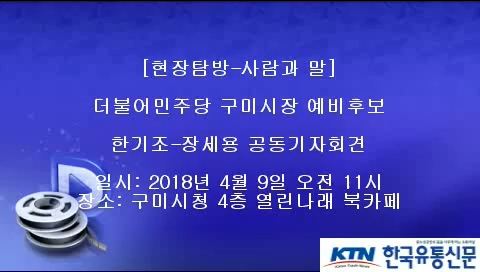 [현장탐방-사람과 말]
더불어민주당 구미시장 예비후보
한기조-장세용 공동기자회견
일시: 2018년 4월 9일 오전 11시
장소: 구미시청 4층 열린나래 북카페
KTN 한국유통신문